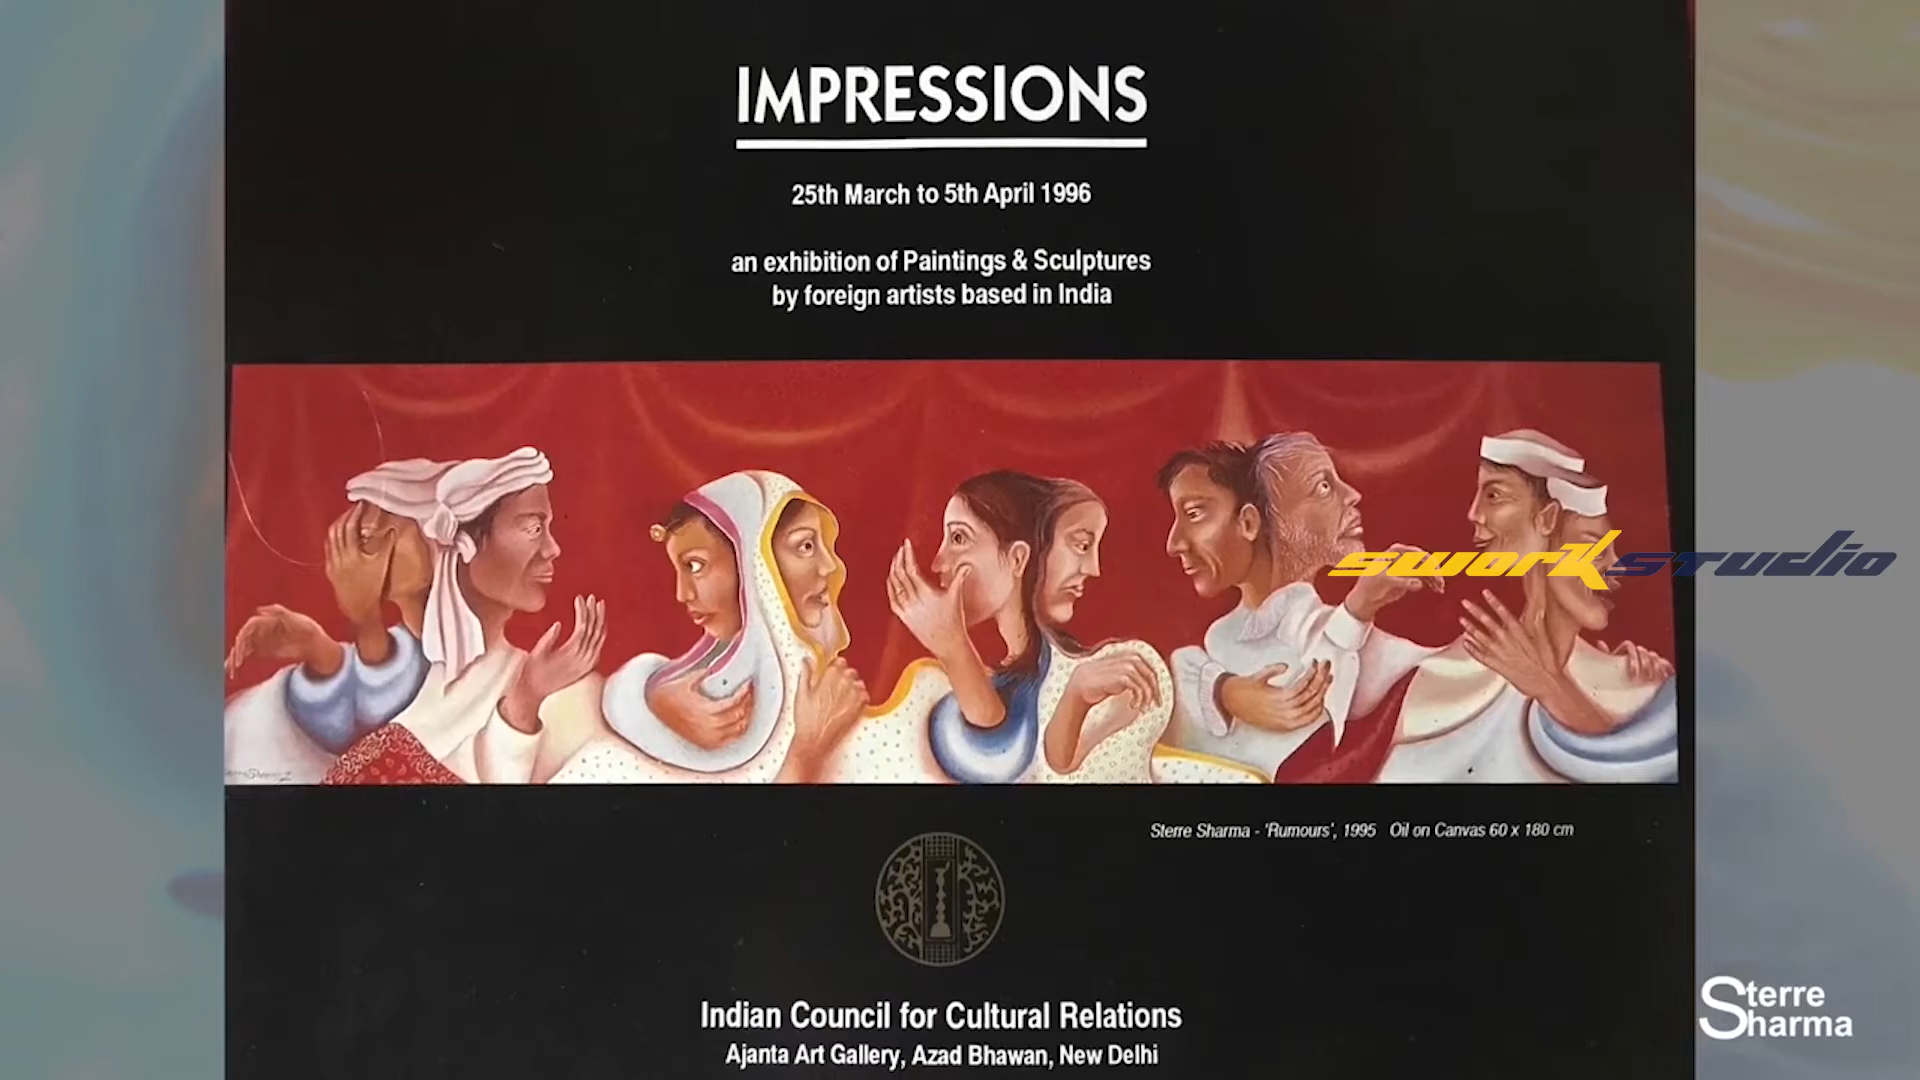 IMPRESSIONS
25th March to 5th April 1996
an exhibition of Paintings & Sculptures
by foreign artists based in India
sworkstudio
Sterre Sharma - 'Rumours', 1995 Oil on Canvas 60 x 180 cm
Indian Council for Cultural Relations
Ajanta Art Gallery, Azad Bhawan, New Delhi
Sterre
Sharma